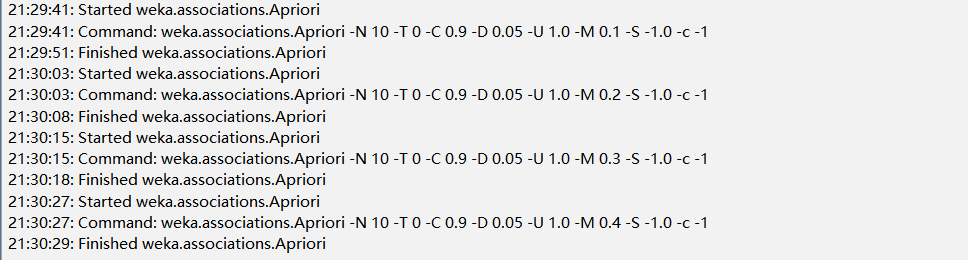 21:29:41: Started weka.associations.Apriori
21:29:41: Command: weka.associations.Apriori -N 10 -T 0 -C 0.9 -D 0.05 -U 1.0 -M 0.1 -S -1.0 -c -1
21:29:51: Finished weka.associations.Apriori
21:30:03: Started weka.associations.Apriori
21:30:03: Command: weka.associations.Apriori -N 10 -T 0 -C 0.9 -D 0.05 -U 1.0 -M 0.2 -S -1.0 -c -1
21:30:08: Finished weka.associations.Apriori
21:30:15: Started weka.associations.Apriori
21:30:15: Command: weka.associations.Apriori -N 10 -T 0 -C 0.9 -D 0.05 -U 1.0 -M 0.3 -S -1.0 -c -1
21:30:18: Finished weka.associations.Apriori
21:30:27: Started weka.associations.Apriori
21:30:27: Command: weka.associations.Apriori -N 10 -T 0 -C 0.9 -D 0.05 -U 1.0 -M 0.4 -S -1.0 -c -1
21:30:29: Finished weka.associations.Apriori